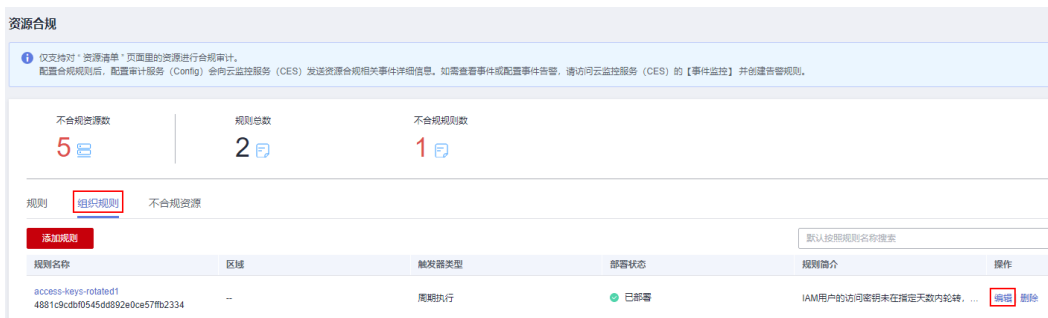 资源合规
仅支持对“资源清单”页面里的资源进行合规审计。
配置合规规则后，配置审计服务（Config）会向云监控服务（CES）发送资源合规相关事件详细信息。如需查看事件或配置事件告警，请访问云监控服务（CES）的【事件监控】 并创建告警规则。
不合规资源数 规则总数 不合规规则数
5 2 1
规则 组织规则 不合规资源
添加规则 默认按照规则名称搜索
规则名称 区域 触发器类型 部署状态 规则简介 操作
access-keys-rotated1
4881c9cdbf0545dd892e0ce57ffb2334 -- 周期执行 已部署 IAM用户的访问密钥未在指定天数内轮转，... 编辑 删除